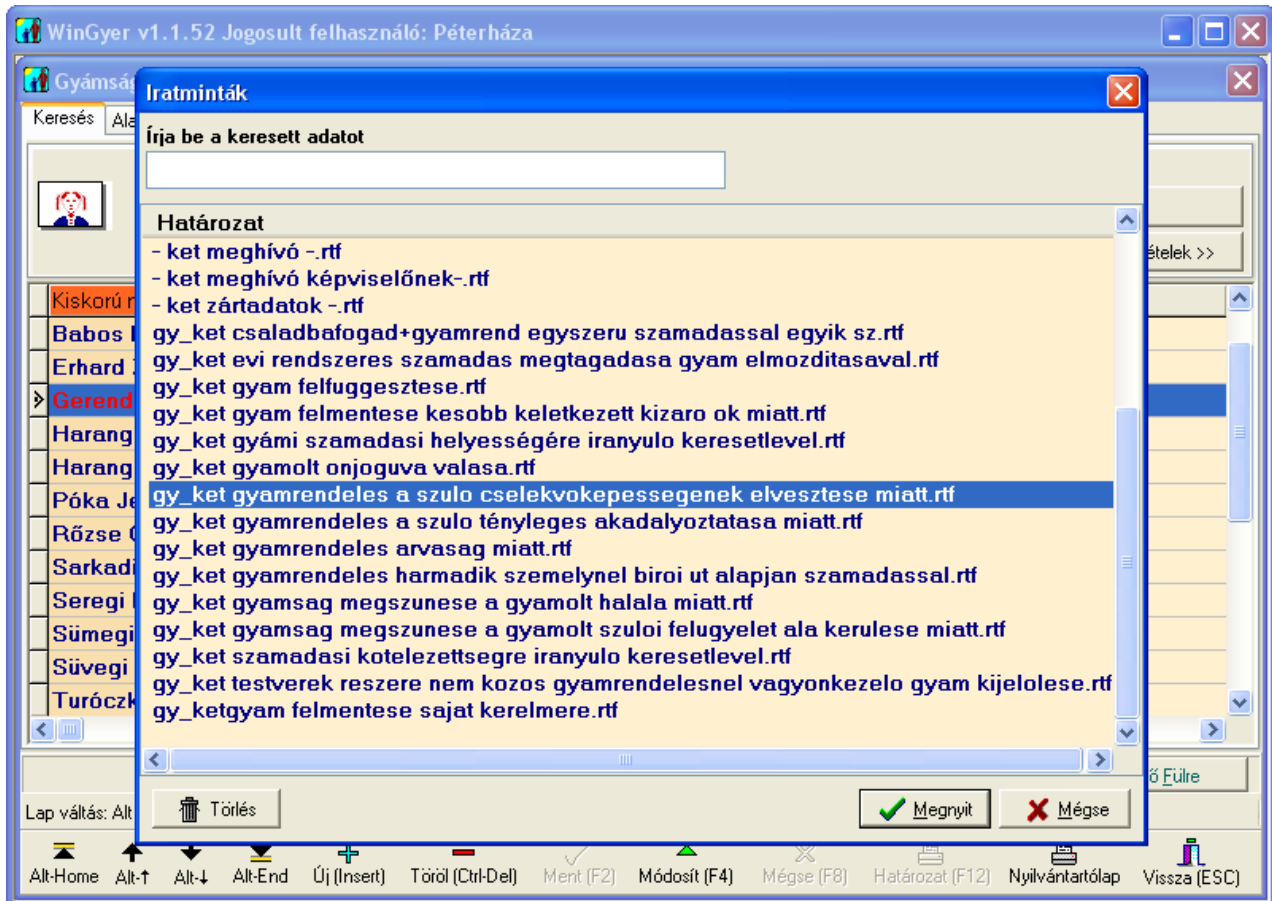 WinGyer v1.1.52 Jogosult felhasználó: Péterháza
Gyámság
Iratminták
Keresés
Írja be a keresett adatot
Határozat
- ket meghívó -.rtf
ételek >>
- ket meghívó képviselőnek-.rtf
Kiskorú
- ket zártadatok -.rtf
Babos
gy_ket csaladbafogad+gyamrend egyszeru szamadassal egyik sz.rtf
Erhard
gy_ket evi rendszeres szamadas megtagadasa gyam elmozditasaval.rtf
Gerend
gy_ket gyam felfuggesztese.rtf
gy_ket gyam felmentese kesobb keletkezett kizaro ok miatt.rtf
Harang
gy_ket gyámi szamadasi helyességére iranyulo keresetlevel.rtf
Harang
gy_ket gyamolt onjoguva valasa.rtf
Póka Je
gy_ket gyamrendeles a szulo cselekvokepessegenek elvesztese miatt.rtf
Rőzse
gy_ket gyamrendeles a szulo tényleges akadalyoztatasa miatt.rtf
gy_ket gyamrendeles arvasag miatt.rtf
Sarkadi
gy_ket gyamrendeles harmadik szemelynel biroi ut alapjan szamadassal.rtf
Seregi
gy_ket gyamsag megszunese a gyamolt halala miatt.rtf
Sümegi
gy_ket gyamsag megszunese a gyamolt szuloi felugyelet ala kerulese miatt.rtf
Süvegi
gy_ket szamadasi kotelezettsegre iranyulo keresetlevel.rtf
gy_ket testverek reszere nem kozos gyamrendelesnel vagyonkezelo gyam kijelolese.rtf
Turóczk
gy_ketgyam felmentese sajat kerelmere.rtf
ő Fülre
Lap váltás: Alt
Törlés Megnyit Mégse
Alt-Home Alt-↑ Alt-↓ Alt-End Új (Insert) Töröl (Ctrl-Del) Ment (F2) Módosít (F4) Mégse (F8) Határozat (F12) Nyilvántartólap Vissza (ESC)